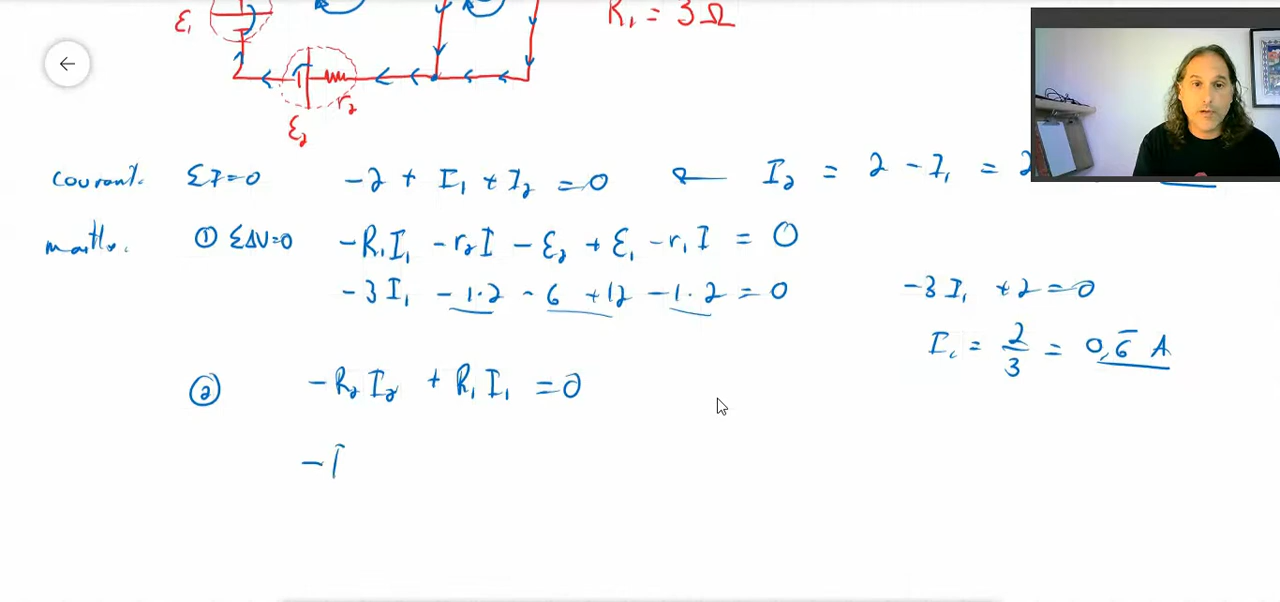 ε₁
R₁ = 3 Ω
r₂
ε₂
courant. ΣI=0 -2 + I₁ + I₂ = 0 ← I₂ = 2 - I₁ = 2
① ΣΔV=0 -R₁I₁ - r₂I - ε₂ + ε₁ - r₁I = 0
-3I₁ - 1·2 - 6 + 12 - 1·2 = 0 -3I₁ + 2 = 0
I₁ = 2/3 = 0,6̅ A
② -R₂I₂ + R₁I₁ = 0
-I